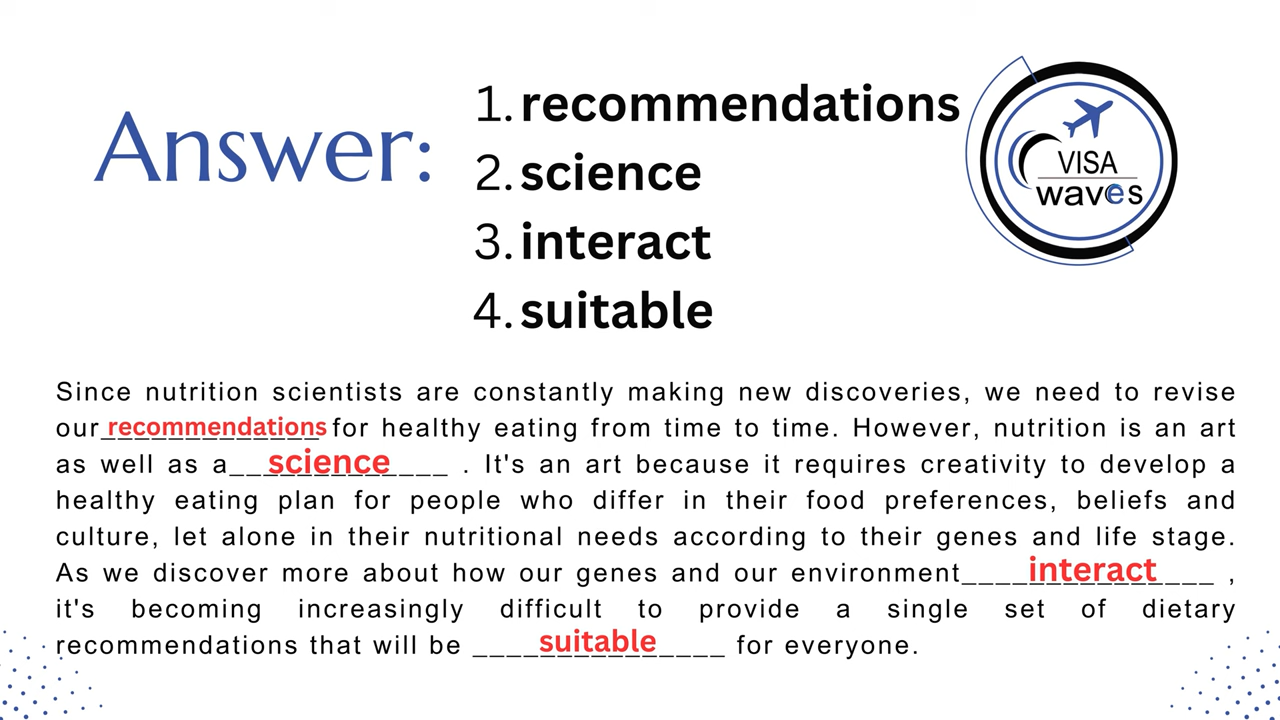 Answer:
1. recommendations
2. science
3. interact
4. suitable
VISA
waves
Since nutrition scientists are constantly making new discoveries, we need to revise
our recommendations for healthy eating from time to time. However, nutrition is an art
as well as a__science____ . It's an art because it requires creativity to develop a
healthy eating plan for people who differ in their food preferences, beliefs and
culture, let alone in their nutritional needs according to their genes and life stage.
As we discover more about how our genes and our environment____interact____ ,
it's becoming increasingly difficult to provide a single set of dietary
recommendations that will be ____suitable____ for everyone.